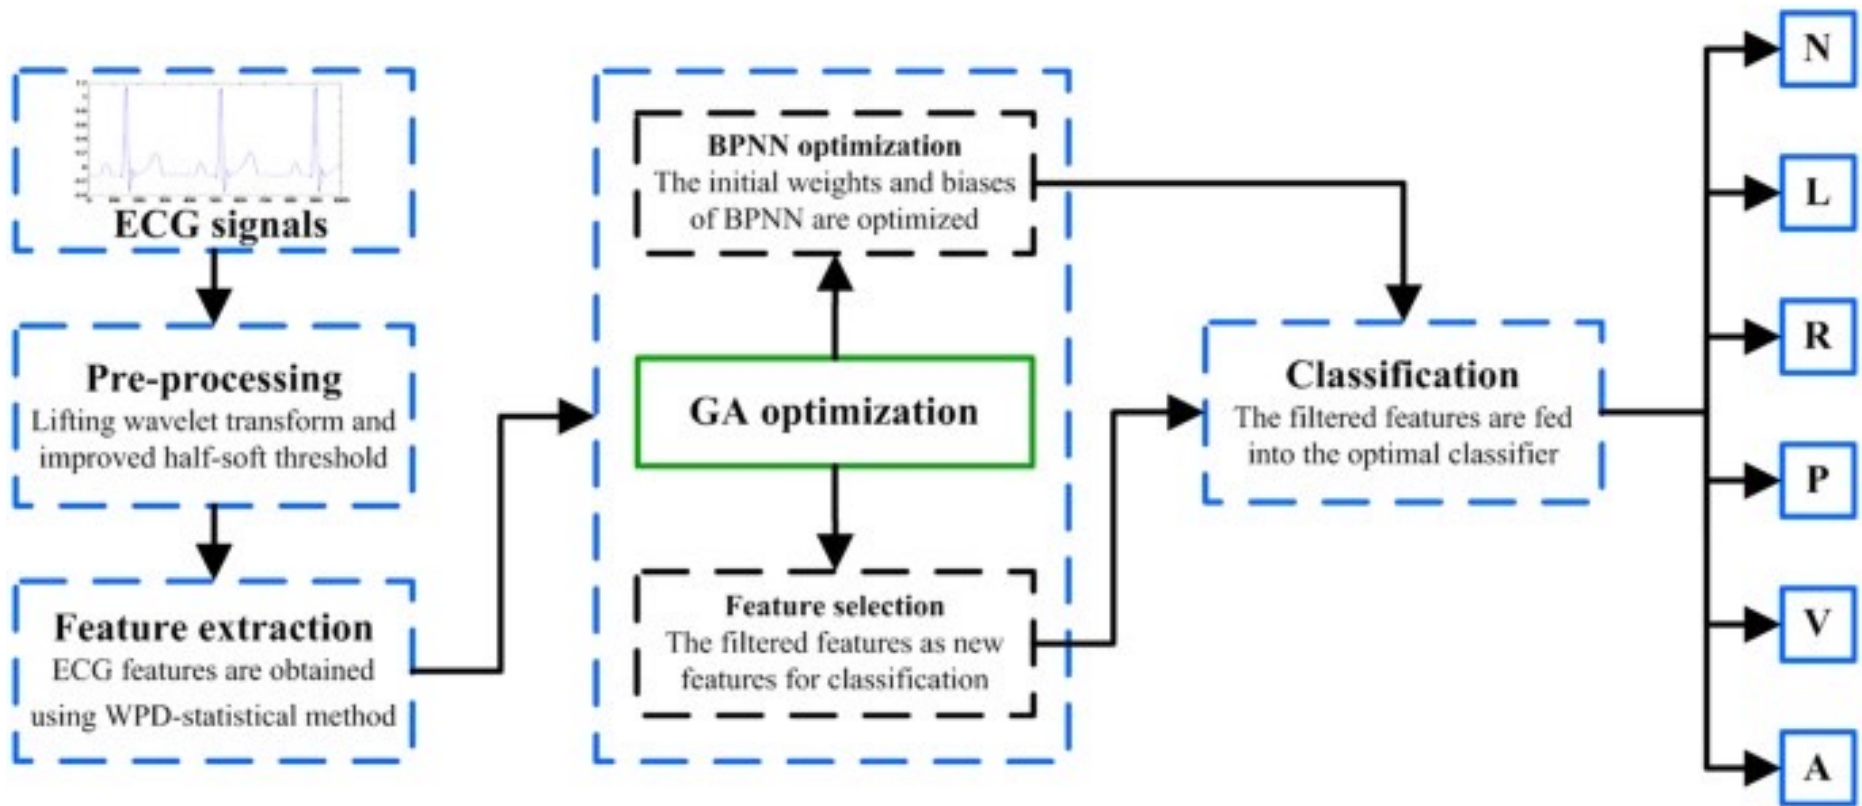 ECG signals
Pre-processing
Lifting wavelet transform and
improved half-soft threshold
Feature extraction
ECG features are obtained
using WPD-statistical method
BPNN optimization
The initial weights and biases
of BPNN are optimized
GA optimization
Feature selection
The filtered features as new
features for classification
Classification
The filtered features are fed
into the optimal classifier
N
L
R
P
V
A